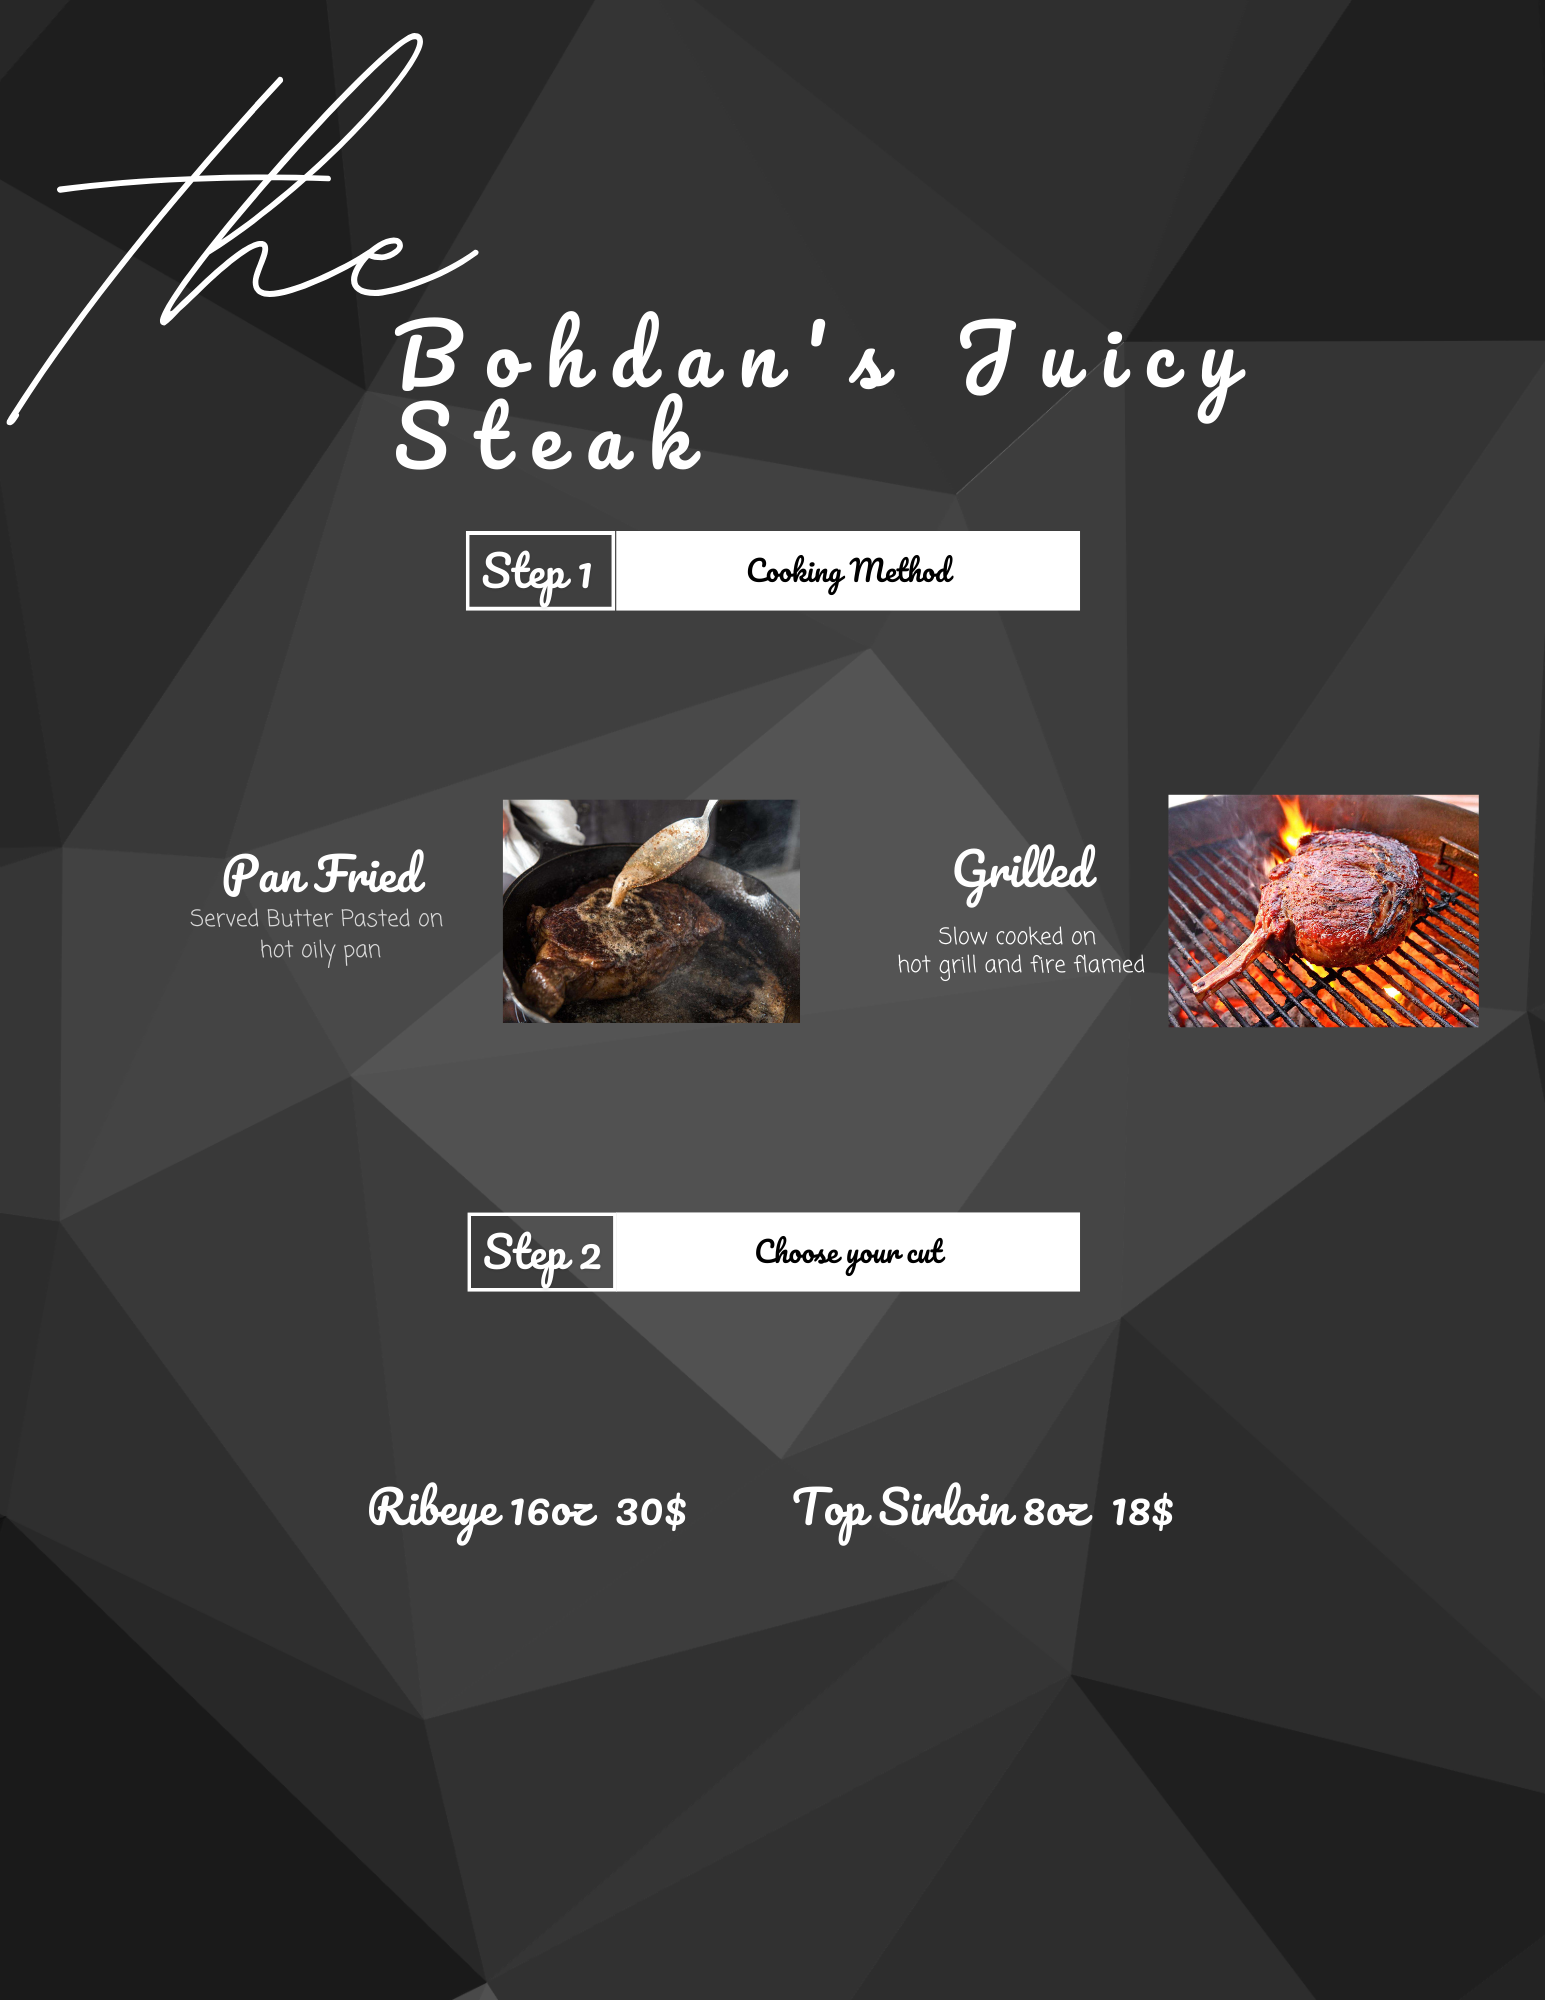 the
Bohdan's Juicy
Steak
Step 1
Cooking Method
Pan Fried
Served Butter Pasted on
hot oily pan
Grilled
Slow cooked on
hot grill and fire flamed
Step 2
Choose your cut
Ribeye 16oz 30$
Top Sirloin 8oz 18$